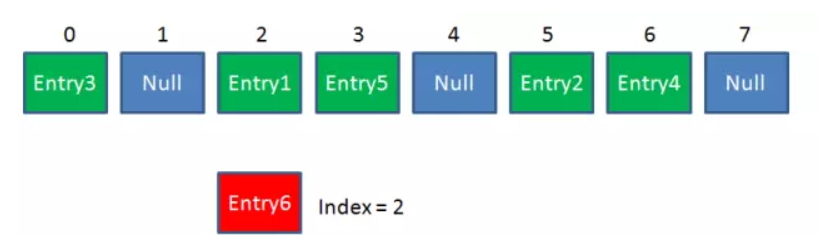 0 1 2 3 4 5 6 7
Entry3 Null Entry1 Entry5 Null Entry2 Entry4 Null
Entry6 Index = 2